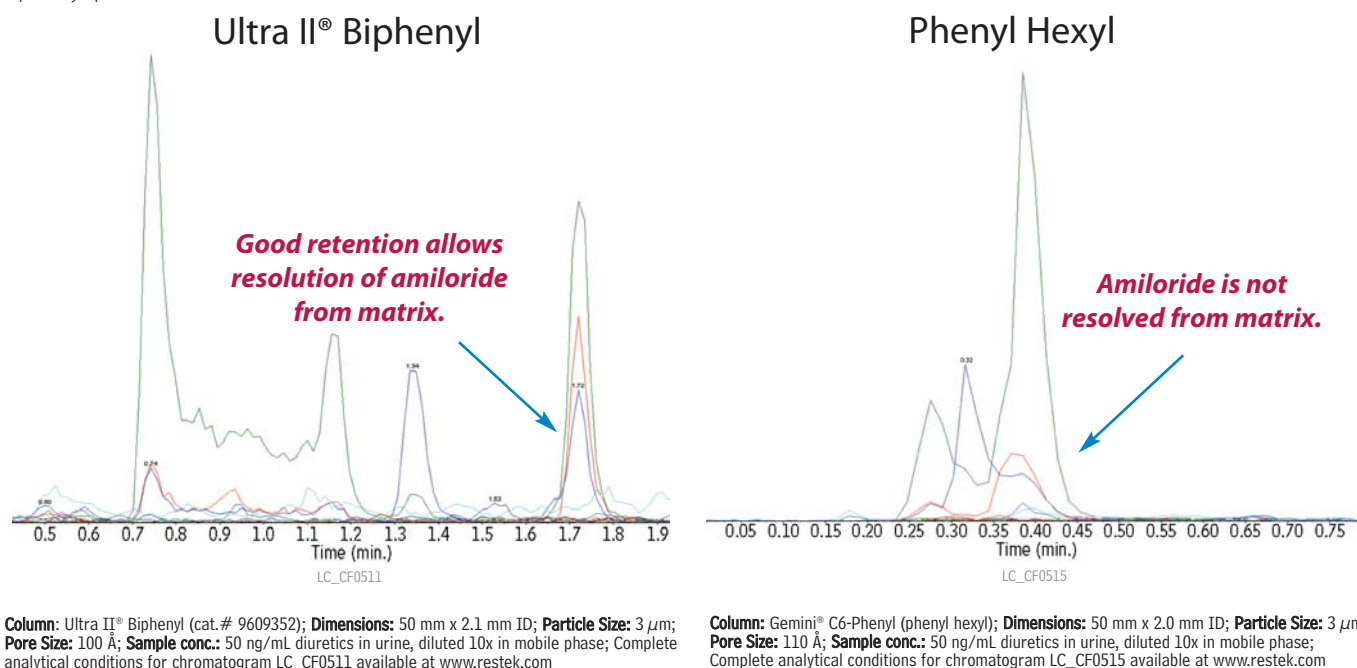 Ultra II® Biphenyl
Good retention allows
resolution of amiloride
from matrix.
0.50
0.74
1.34
1.53
1.72
0.5 0.6 0.7 0.8 0.9 1.0 1.1 1.2 1.3 1.4 1.5 1.6 1.7 1.8 1.9
Time (min.)
LC_CF0511
Column: Ultra II® Biphenyl (cat.# 9609352); Dimensions: 50 mm x 2.1 mm ID; Particle Size: 3 µm;
Pore Size: 100 Å; Sample conc.: 50 ng/mL diuretics in urine, diluted 10x in mobile phase; Complete
analytical conditions for chromatogram LC_CF0511 available at www.restek.com
Phenyl Hexyl
Amiloride is not
resolved from matrix.
0.32
0.05 0.10 0.15 0.20 0.25 0.30 0.35 0.40 0.45 0.50 0.55 0.60 0.65 0.70 0.75
Time (min.)
LC_CF0515
Column: Gemini® C6-Phenyl (phenyl hexyl); Dimensions: 50 mm x 2.0 mm ID; Particle Size: 3 µm
Pore Size: 110 Å; Sample conc.: 50 ng/mL diuretics in urine, diluted 10x in mobile phase;
Complete analytical conditions for chromatogram LC_CF0515 available at www.restek.com